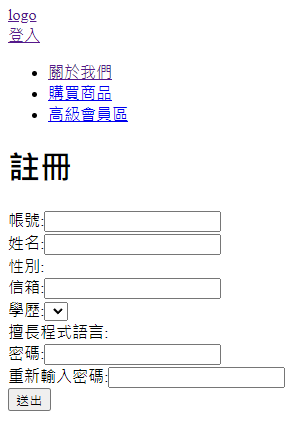 logo
登入
關於我們
購買商品
高級會員區
註冊
帳號:
姓名:
性別:
信箱:
學歷:
擅長程式語言:
密碼:
重新輸入密碼:
送出